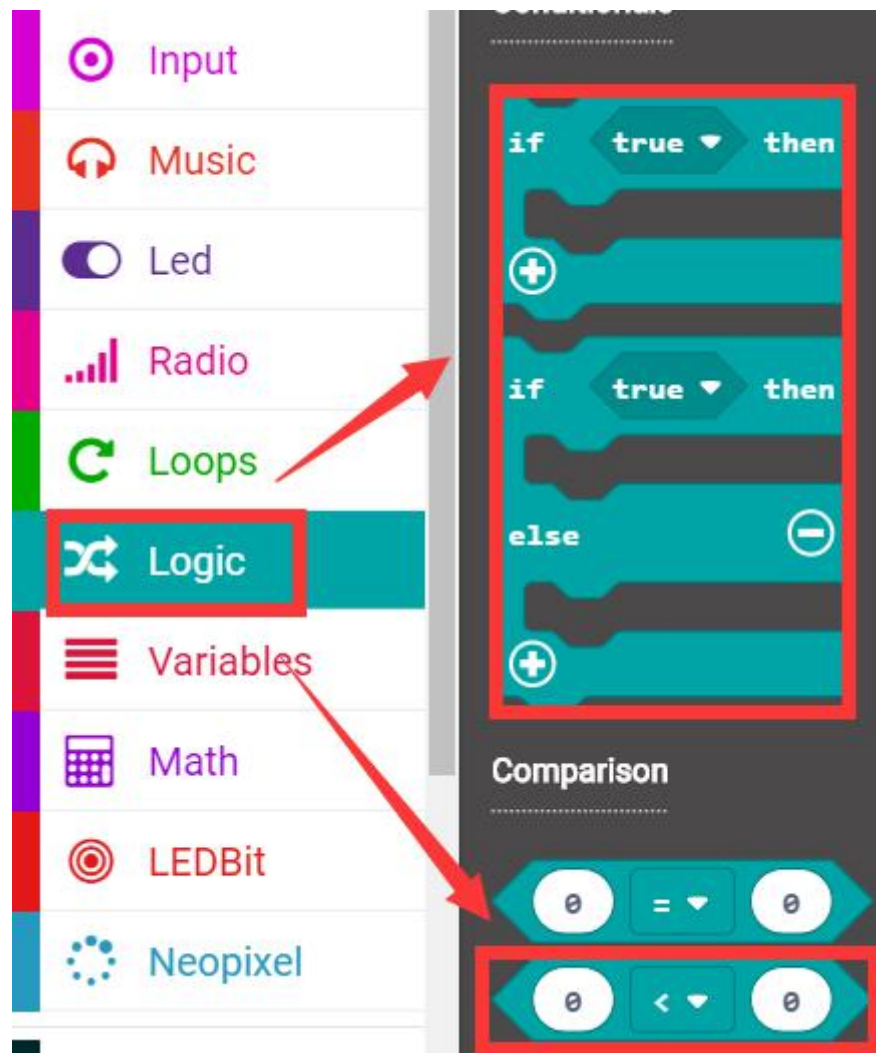 Input
Music
Led
Radio
Loops
Logic
Variables
Math
LEDBit
Neopixel
Conditionals
if true then
if true then
else
Comparison
0 = 0
0 < 0